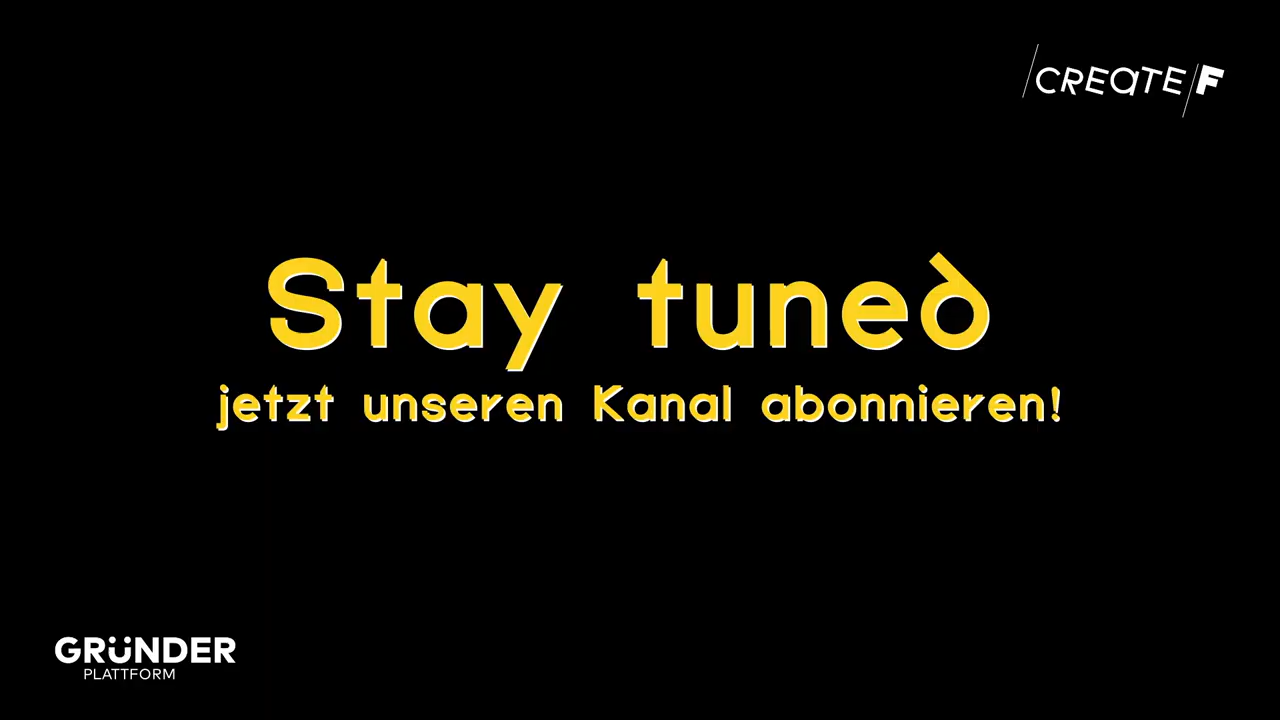 CREATE/F
Stay tuned
jetzt unseren Kanal abonnieren!
GRÜNDER
PLATTFORM